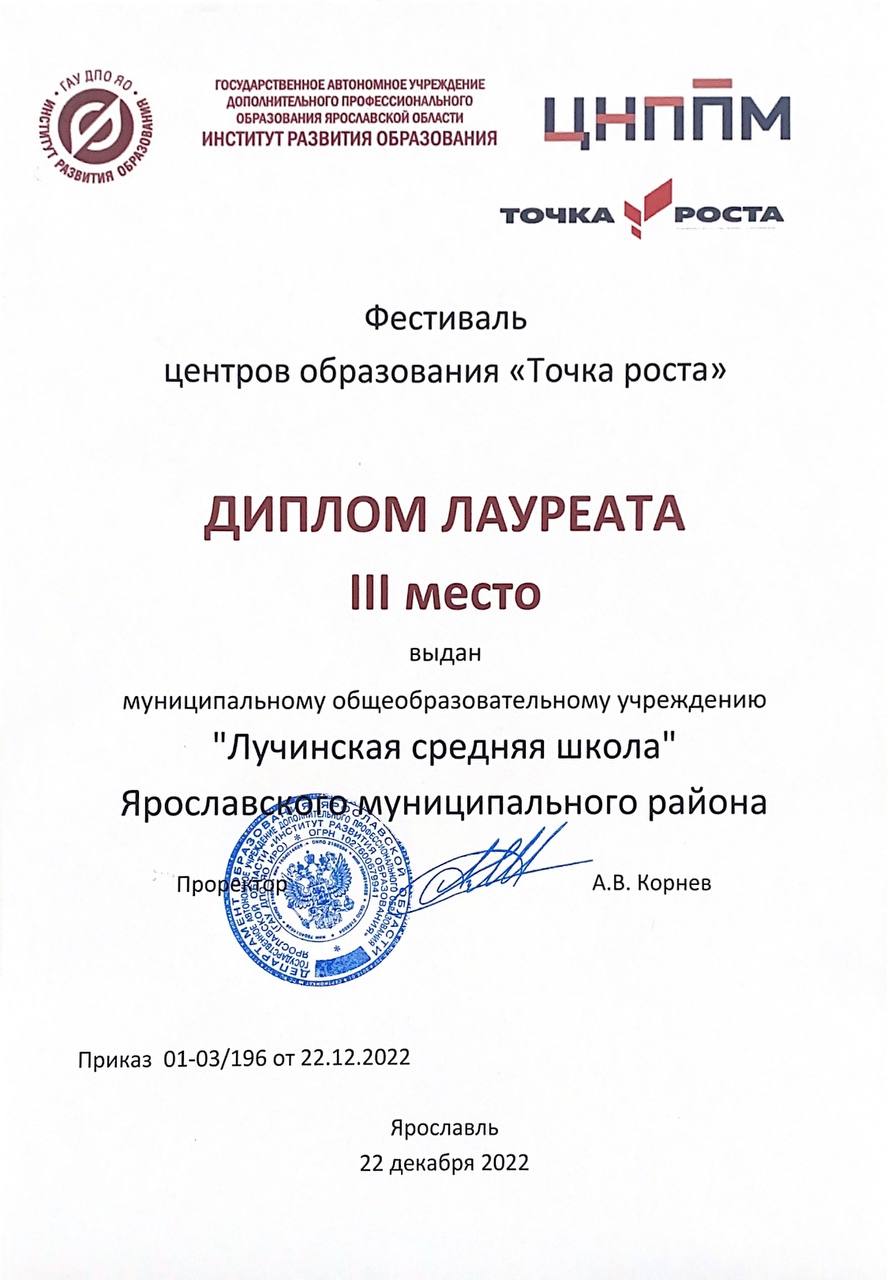 ГАУ ДПО ЯО
ИНСТИТУТ РАЗВИТИЯ ОБРАЗОВАНИЯ
ГОСУДАРСТВЕННОЕ АВТОНОМНОЕ УЧРЕЖДЕНИЕ
ДОПОЛНИТЕЛЬНОГО ПРОФЕССИОНАЛЬНОГО
ОБРАЗОВАНИЯ ЯРОСЛАВСКОЙ ОБЛАСТИ
ИНСТИТУТ РАЗВИТИЯ ОБРАЗОВАНИЯ
ЦНППМ
ТОЧКА РОСТА
Фестиваль
центров образования «Точка роста»
ДИПЛОМ ЛАУРЕАТА
III место
выдан
муниципальному общеобразовательному учреждению
"Лучинская средняя школа"
Ярославского муниципального района
Проректор
А.В. Корнев
ДЕПАРТАМЕНТ ОБРАЗОВАНИЯ ЯРОСЛАВСКОЙ ОБЛАСТИ
ГОСУДАРСТВЕННОЕ АВТОНОМНОЕ УЧРЕЖДЕНИЕ ДОПОЛНИТЕЛЬНОГО ПРОФЕССИОНАЛЬНОГО ОБРАЗОВАНИЯ
ЯРОСЛАВСКОЙ ОБЛАСТИ «ИНСТИТУТ РАЗВИТИЯ ОБРАЗОВАНИЯ»
(ГАУ ДПО ЯО ИРО) * ОГРН 1027600679941
Приказ 01-03/196 от 22.12.2022
Ярославль
22 декабря 2022